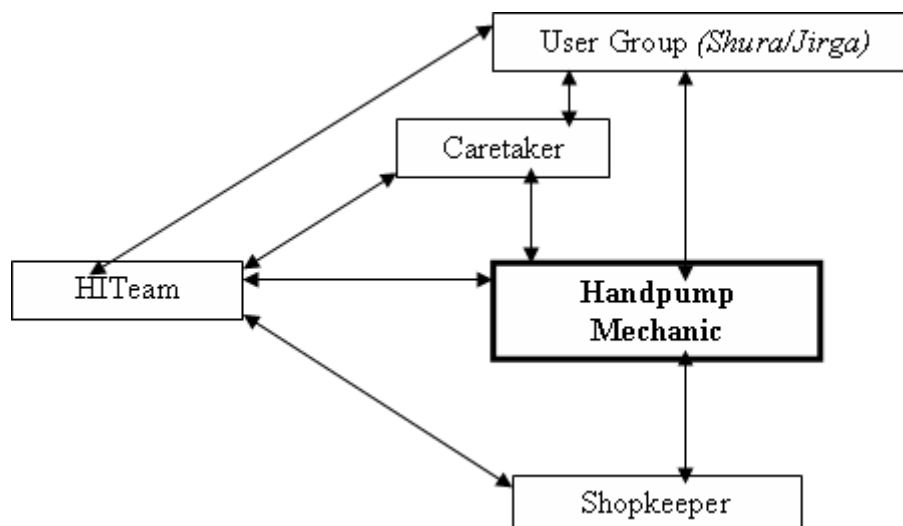 User Group (Shura/Jirga)
Caretaker
HITeam
Handpump
Mechanic
Shopkeeper